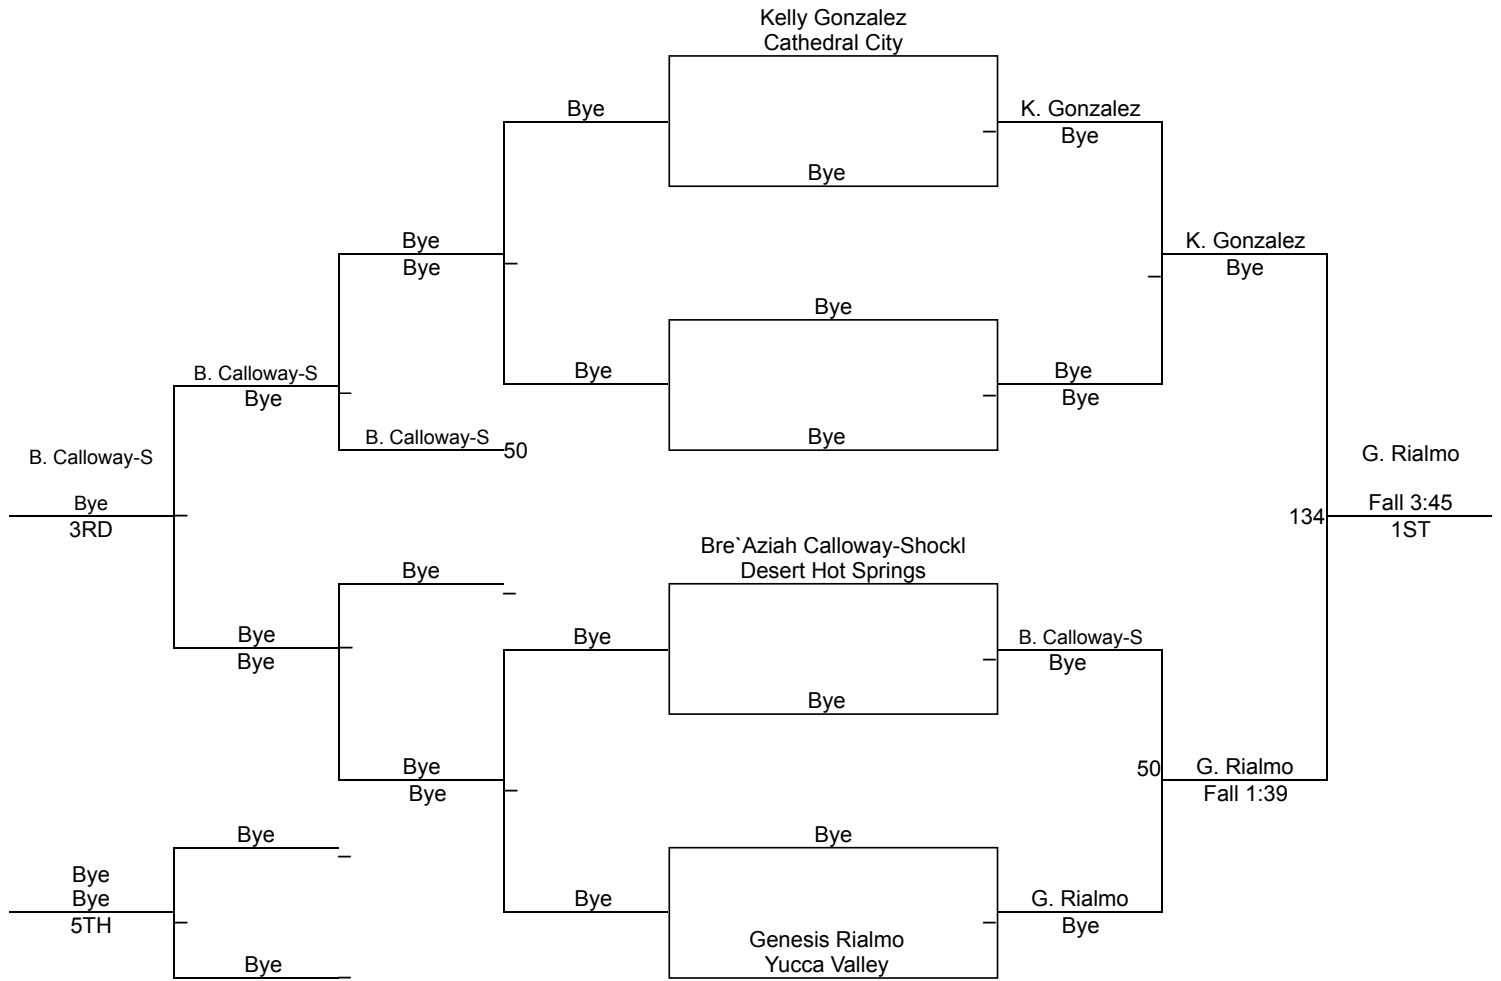 Kelly Gonzalez
Cathedral City
Bye
K. Gonzalez
Bye
Bye
Bye
K. Gonzalez
Bye
Bye
Bye
Bye
Bye
Bye
Bye
B. Calloway-S
Bye
Bye
B. Calloway-S
50
B. Calloway-S
Bye
3RD
G. Rialmo
Fall 3:45
134
1ST
Bre`Aziah Calloway-Shockl
Desert Hot Springs
Bye
Bye
B. Calloway-S
Bye
Bye
Bye
Bye
Bye
Bye
50
G. Rialmo
Fall 1:39
Bye
Bye
Bye
Bye
5TH
Bye
G. Rialmo
Bye
Genesis Rialmo
Yucca Valley
Bye